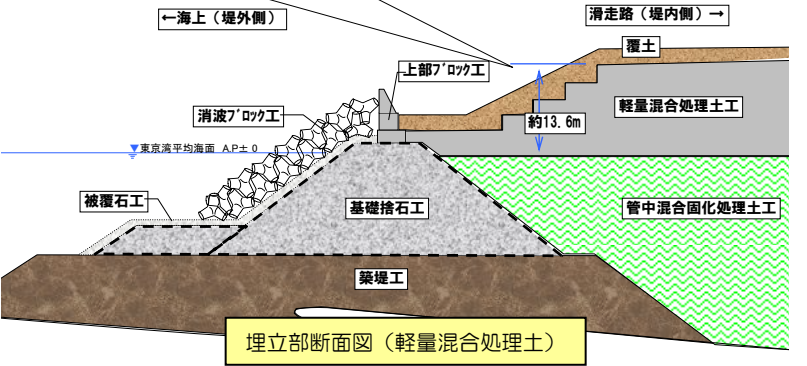 ←海上（堤外側）
滑走路（堤内側）→
覆土
上部ﾌﾞﾛｯｸ工
軽量混合処理土工
消波ﾌﾞﾛｯｸ工
約13.6m
▼東京湾平均海面 A.P±0
被覆石工
基礎捨石工
管中混合固化処理土工
築堤工
埋立部断面図（軽量混合処理土）